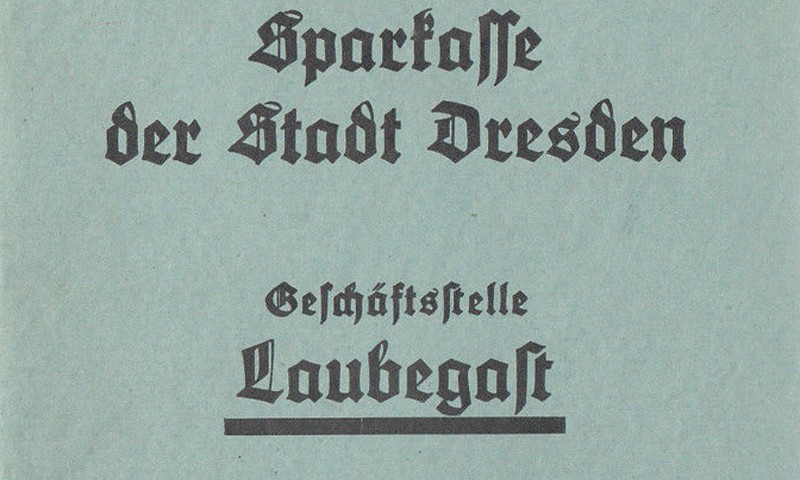 Sparkasse
der Stadt Dresden
Geschäftsstelle
Laubegast